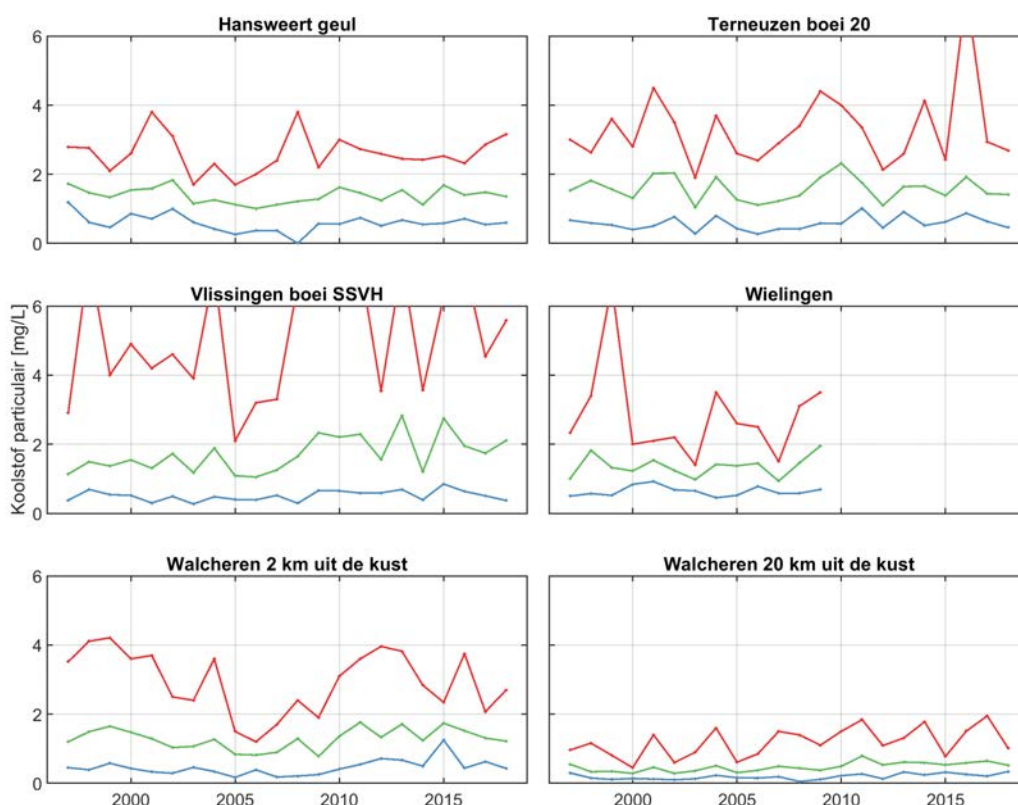 Hansweert geul
Terneuzen boei 20
6
4
2
0
Vlissingen boei SSVH
Wielingen
Koolstof particulair [mg/L]
6
4
2
0
Walcheren 2 km uit de kust
Walcheren 20 km uit de kust
6
4
2
0
2000 2005 2010 2015 2000 2005 2010 2015